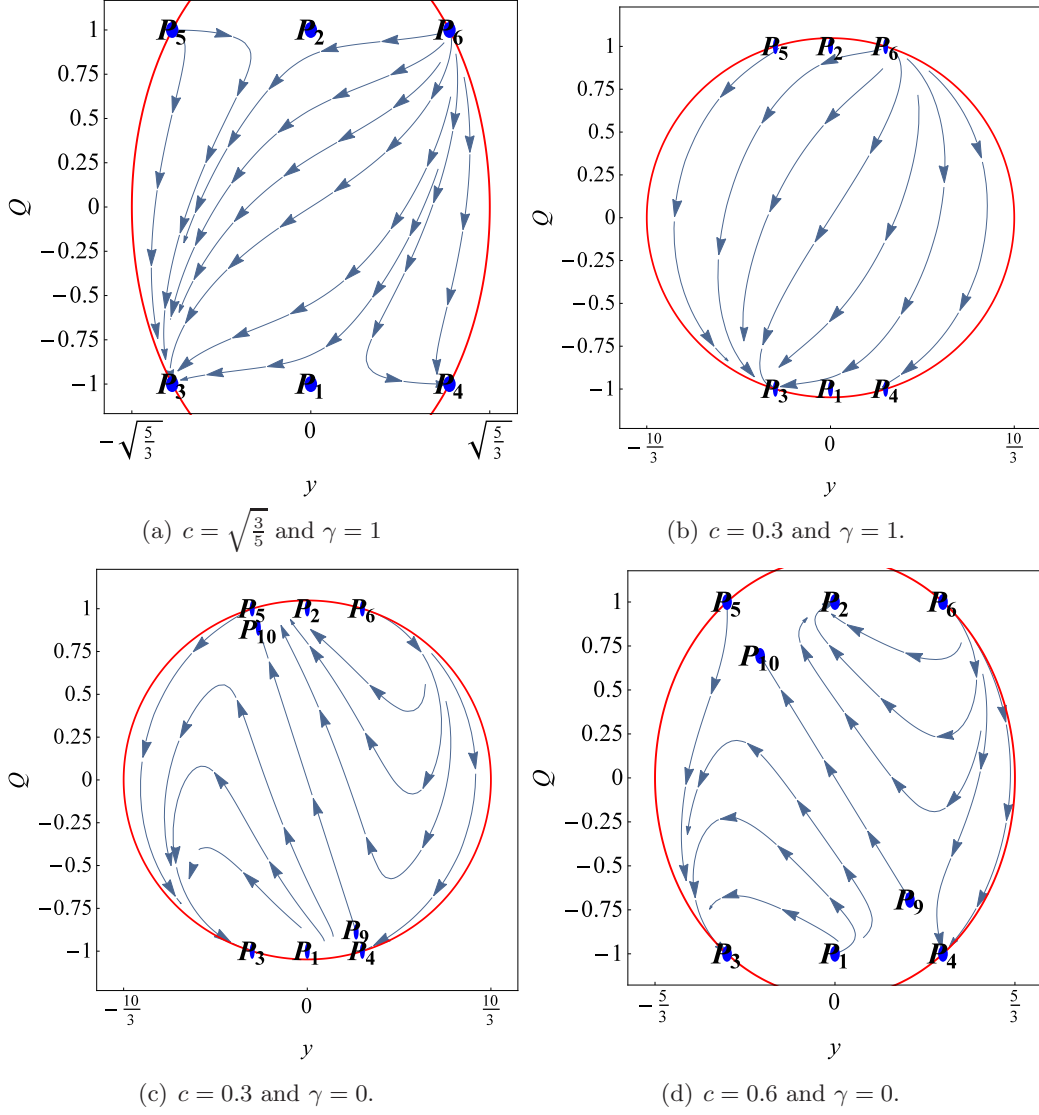 P5 P2 P6
1
0.75
0.5
0.25
Q 0
−0.25
−0.5
−0.75
−1
P3 P1 P4
−√(5/3) 0 √(5/3)
y
(a) c = √(3/5) and γ = 1
P5 P2 P6
1
0.75
0.5
0.25
Q 0
−0.25
−0.5
−0.75
−1
P3 P1 P4
−10/3 0 10/3
y
(b) c = 0.3 and γ = 1.
P5 P2 P6
1
P10
0.75
0.5
0.25
Q 0
−0.25
−0.5
−0.75
P9
−1
P3 P1 P4
−10/3 0 10/3
y
(c) c = 0.3 and γ = 0.
P5 P2 P6
1
0.75
P10
0.5
0.25
Q 0
−0.25
−0.5
P9
−0.75
−1
P3 P1 P4
−5/3 0 5/3
y
(d) c = 0.6 and γ = 0.